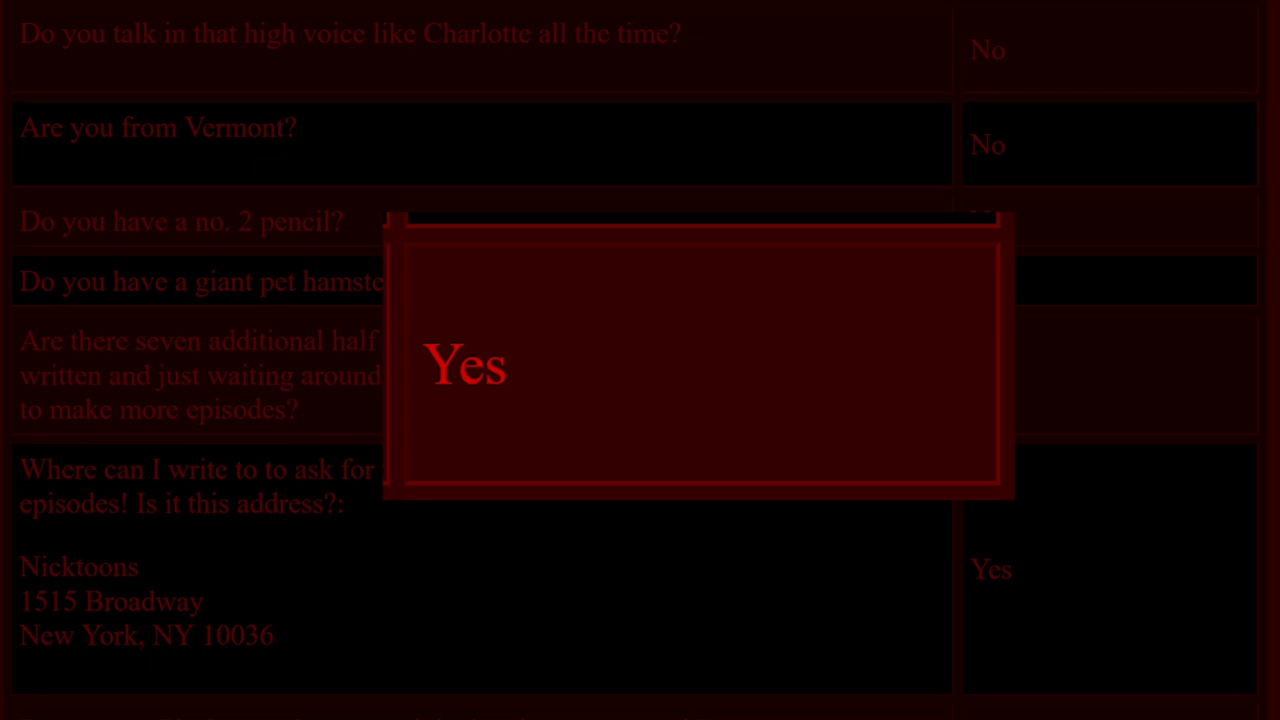 Do you talk in that high voice like Charlotte all the time?
No
Are you from Vermont?
No
Do you have a no. 2 pencil?
Do you have a giant pet
Are there seven additional half
written and just waiting around
to make more episodes?
Yes
Where can I write to to ask for
episodes! Is it this address?:
Nicktoons
1515 Broadway
New York, NY 10036
Yes